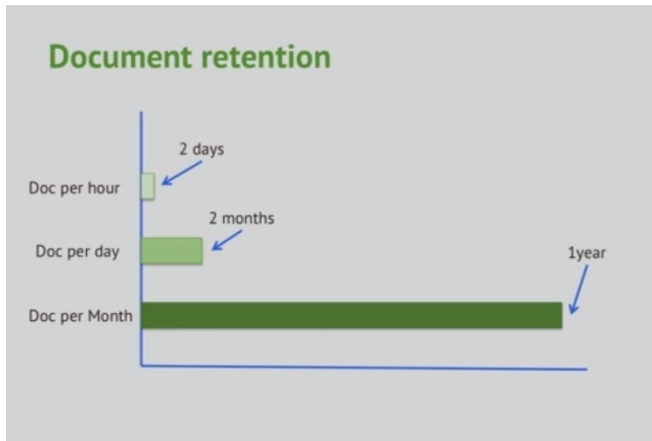 Document retention
2 days
Doc per hour
2 months
Doc per day
1year
Doc per Month